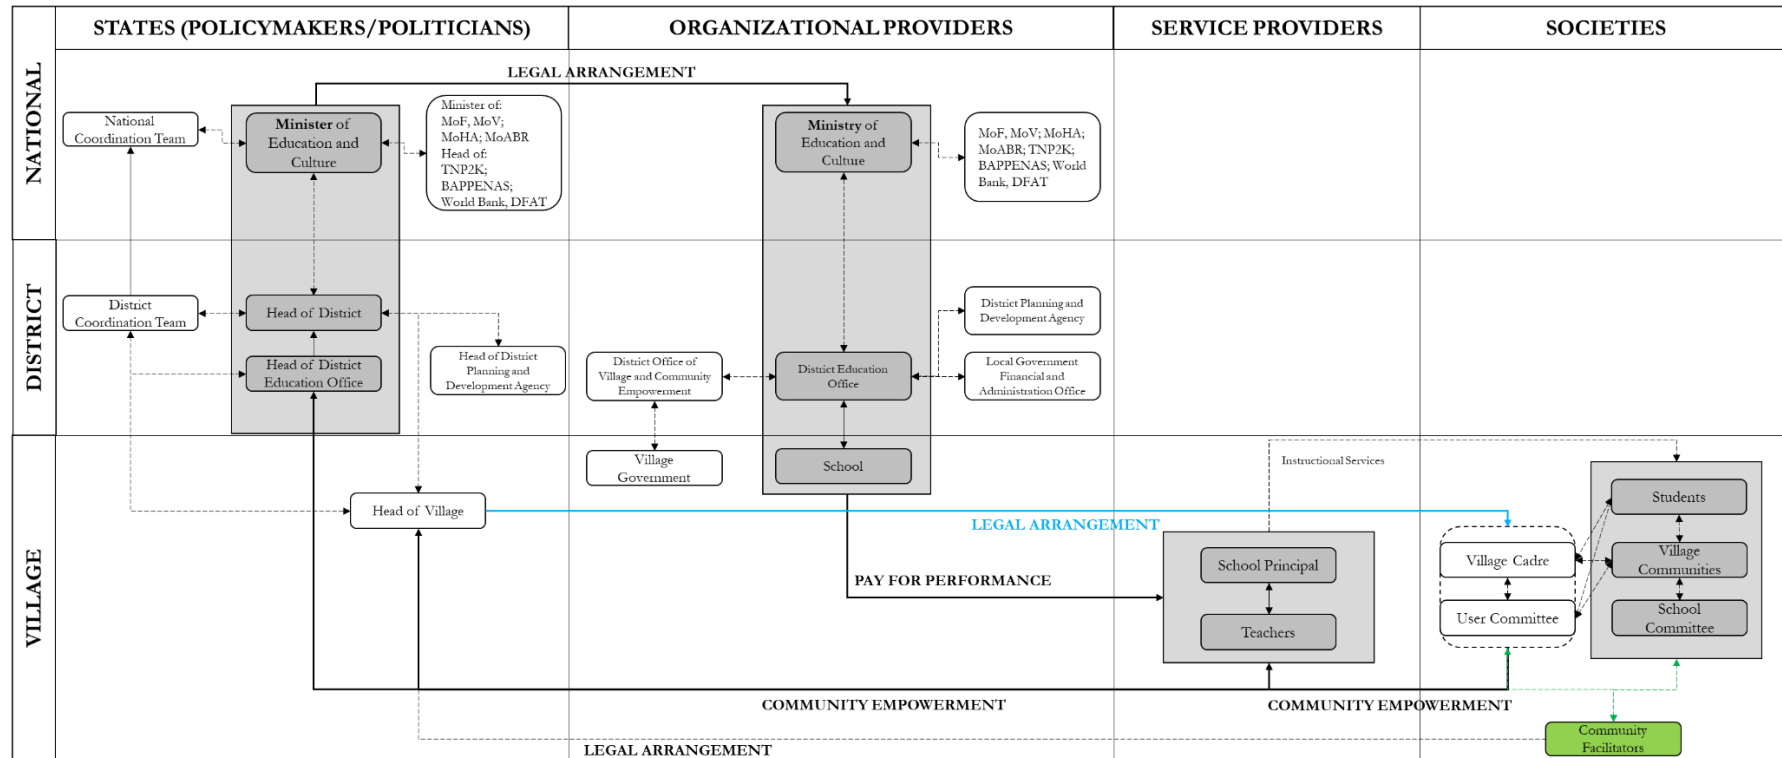 STATES (POLICYMAKERS/POLITICIANS)
ORGANIZATIONAL PROVIDERS
SERVICE PROVIDERS
SOCIETIES
NATIONAL
LEGAL ARRANGEMENT
National
Coordination Team
Minister of
Education and
Culture
Minister of:
MoF, MoV;
MoHA; MoABR
Head of:
TNP2K;
BAPPENAS;
World Bank, DFAT
Ministry of
Education and
Culture
MoF, MoV; MoHA;
MoABR; TNP2K;
BAPPENAS; World
Bank, DFAT
DISTRICT
District
Coordination Team
Head of District
Head of District
Education Office
Head of District
Planning and
Development Agency
District Office of
Village and Community
Empowerment
District Education
Office
District Planning and
Development Agency
Local Government
Financial and
Administration Office
VILLAGE
Village
Government
School
Instructional Services
Students
Head of Village
LEGAL ARRANGEMENT
Village Cadre
Village
Communities
School Principal
PAY FOR PERFORMANCE
User Committee
School
Committee
Teachers
COMMUNITY EMPOWERMENT
COMMUNITY EMPOWERMENT
Community
Facilitators
LEGAL ARRANGEMENT